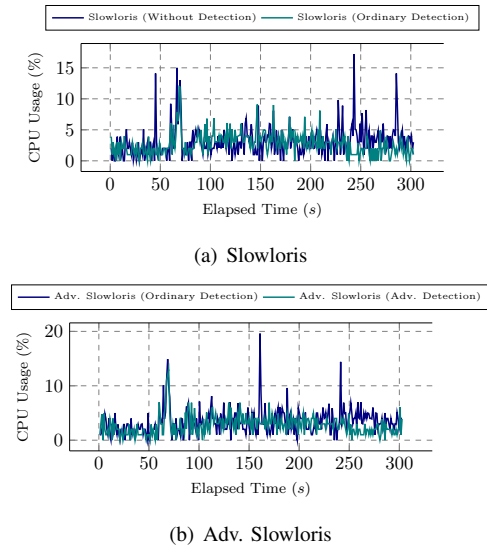 Slowloris (Without Detection) Slowloris (Ordinary Detection)
15
10
5
0
CPU Usage (%)
0 50 100 150 200 250 300
Elapsed Time (s)
(a) Slowloris
Adv. Slowloris (Ordinary Detection) Adv. Slowloris (Adv. Detection)
20
10
0
CPU Usage (%)
0 50 100 150 200 250 300
Elapsed Time (s)
(b) Adv. Slowloris